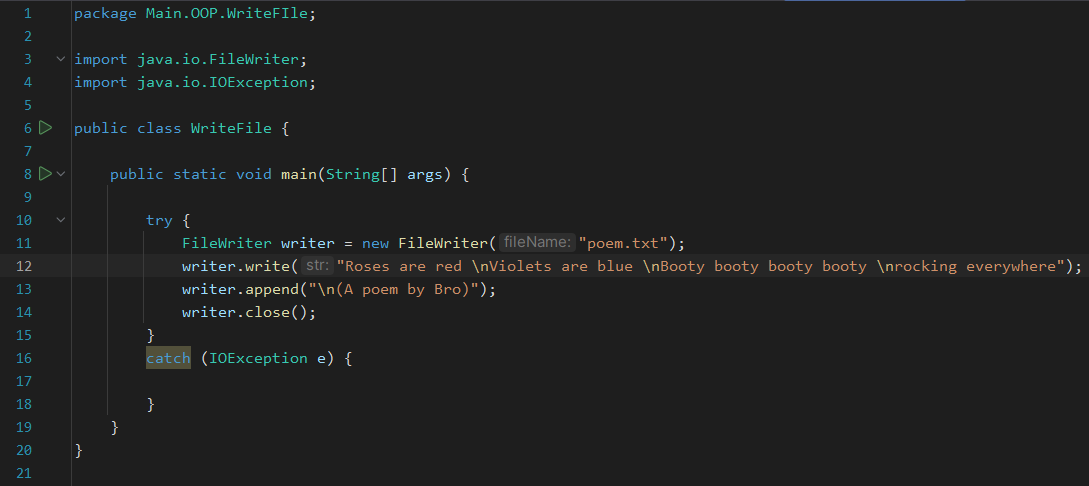 1 package Main.OOP.WriteFIle;
2
3 import java.io.FileWriter;
4 import java.io.IOException;
5
6 public class WriteFile {
7
8 public static void main(String[] args) {
9
10 try {
11 FileWriter writer = new FileWriter( fileName: "poem.txt");
12 writer.write( str: "Roses are red \nViolets are blue \nBooty booty booty booty \nrocking everywhere");
13 writer.append("\n(A poem by Bro)");
14 writer.close();
15 }
16 catch (IOException e) {
17
18 }
19 }
20 }
21